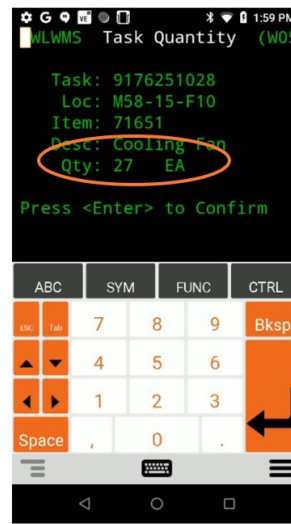 1:59 PM
WLWMS Task Quantity (W05
Task: 9176251028
Loc: M58-15-F10
Item: 71651
Desc: Cooling Fan
Qty: 27 EA
Press <Enter> to Confirm
ABC SYM FUNC CTRL
ESC Tab 7 8 9 Bksp
4 5 6
1 2 3
Space , 0 .